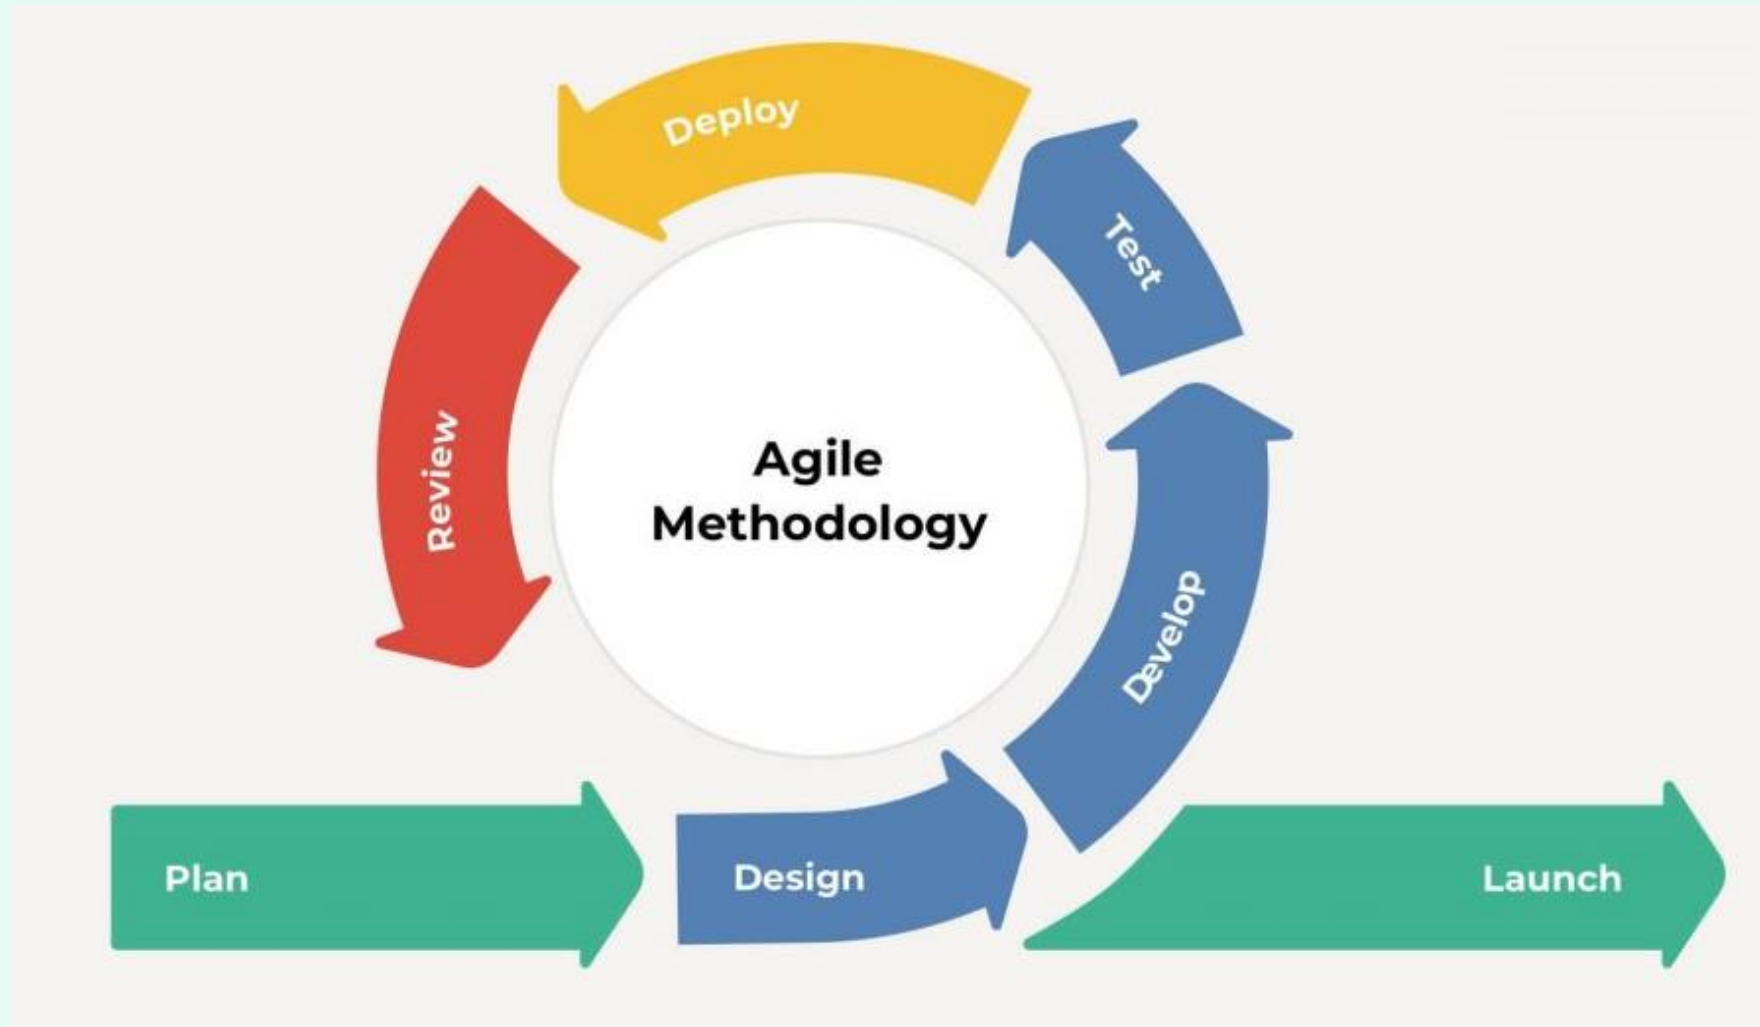 Agile
Methodology
Plan
Design
Develop
Test
Deploy
Review
Launch